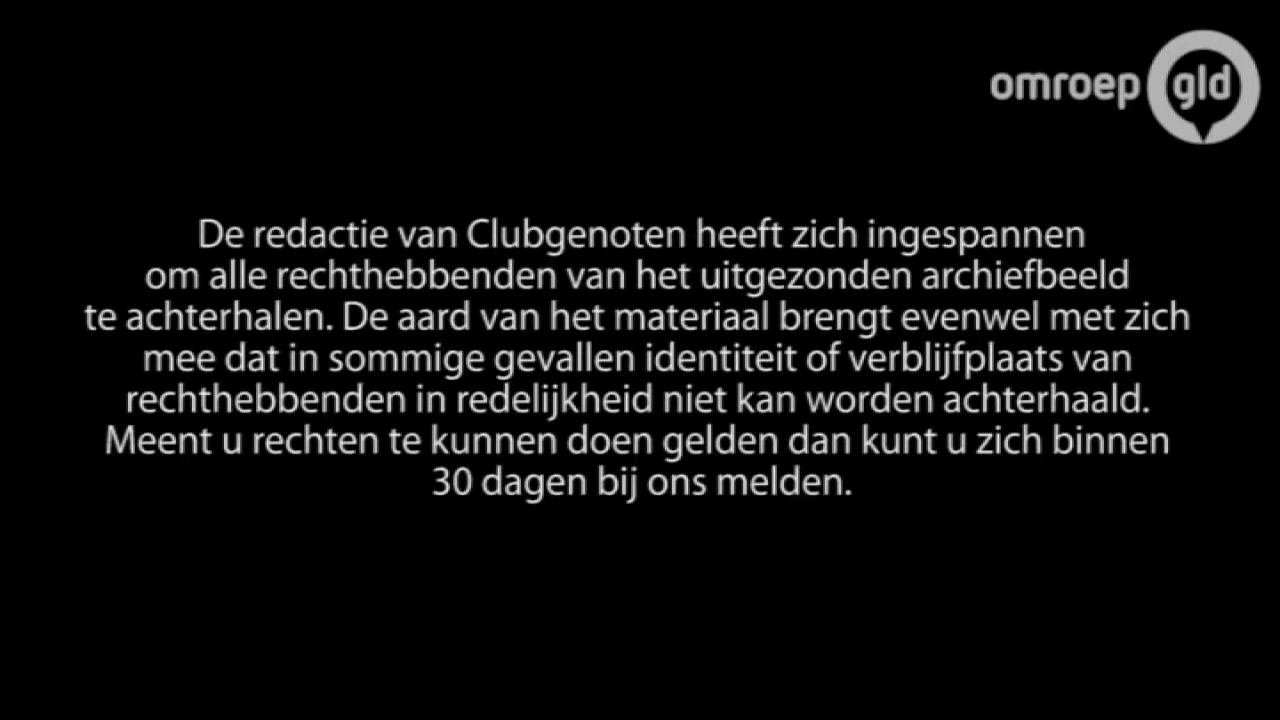 omroep gld
De redactie van Clubgenoten heeft zich ingespannen
om alle rechthebbenden van het uitgezonden archiefbeeld
te achterhalen. De aard van het materiaal brengt evenwel met zich
mee dat in sommige gevallen identiteit of verblijfplaats van
rechthebbenden in redelijkheid niet kan worden achterhaald.
Meent u rechten te kunnen doen gelden dan kunt u zich binnen
30 dagen bij ons melden.